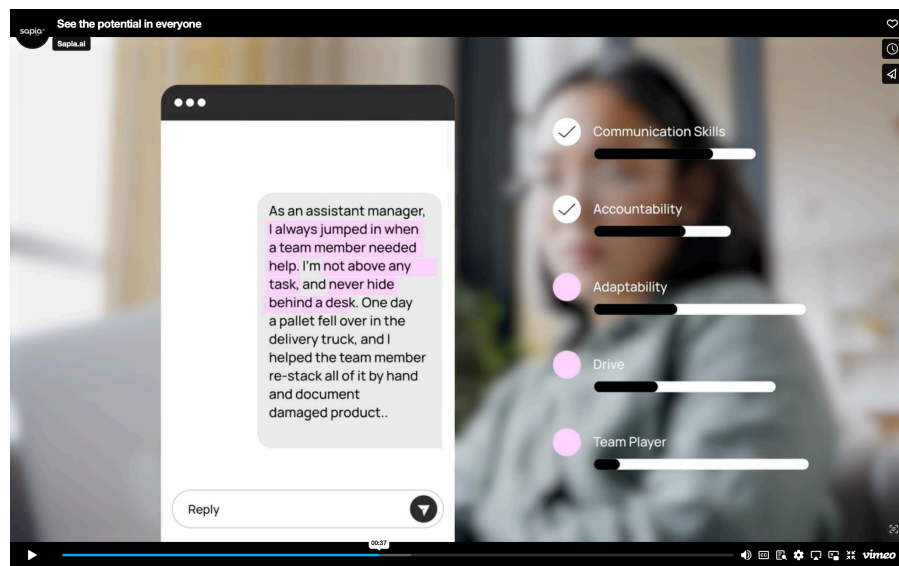 sapia
See the potential in everyone
Sapia.ai
As an assistant manager,
I always jumped in when
a team member needed
help. I'm not above any
task, and never hide
behind a desk. One day
a pallet fell over in the
delivery truck, and I
helped the team member
re-stack all of it by hand
and document
damaged product..
Reply
Communication Skills
Accountability
Adaptability
Drive
Team Player
00:37
CC
vimeo